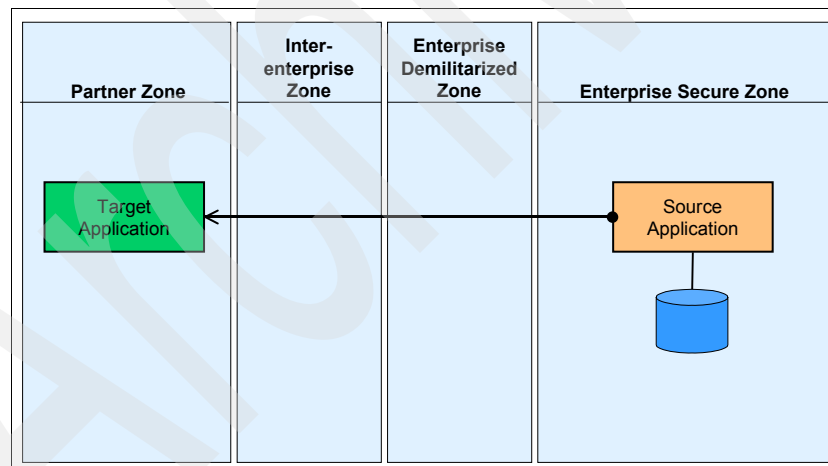 Partner Zone
Inter-
enterprise
Zone
Enterprise
Demilitarized
Zone
Enterprise Secure Zone
Target
Application
Source
Application